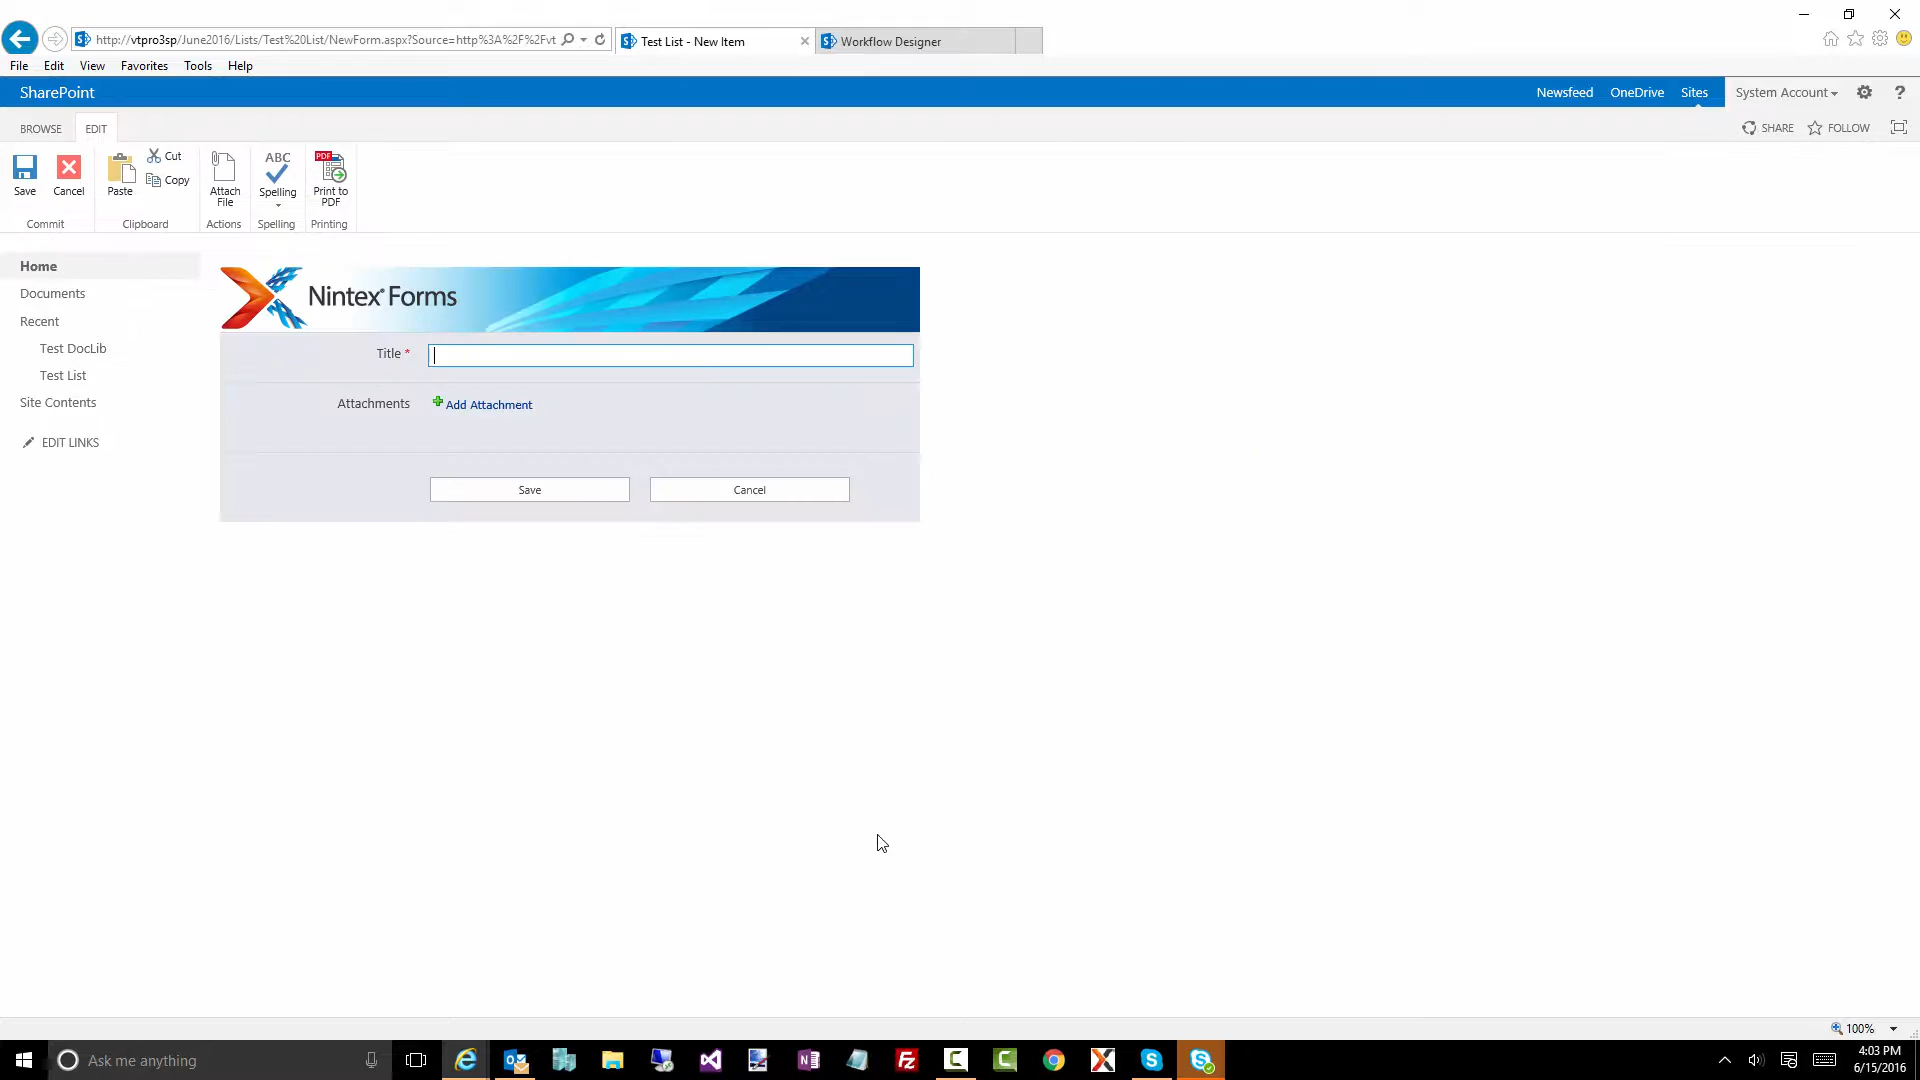 http://vtpro3sp/June2016/Lists/Test%20List/NewForm.aspx?Source=http%3A%2F%2Fvt
Test List - New Item
Workflow Designer
File Edit View Favorites Tools Help
SharePoint
Newsfeed OneDrive Sites System Account ?
BROWSE EDIT
SHARE FOLLOW
Save
Cancel
Commit
Paste
Cut
Copy
Clipboard
Attach
File
Actions
ABC
Spelling
Spelling
PDF
Print to
PDF
Printing
Home
Documents
Recent
Test DocLib
Test List
Site Contents
EDIT LINKS
Nintex® Forms
Title *
Attachments Add Attachment
Save Cancel
100%
Ask me anything
4:03 PM
6/15/2016